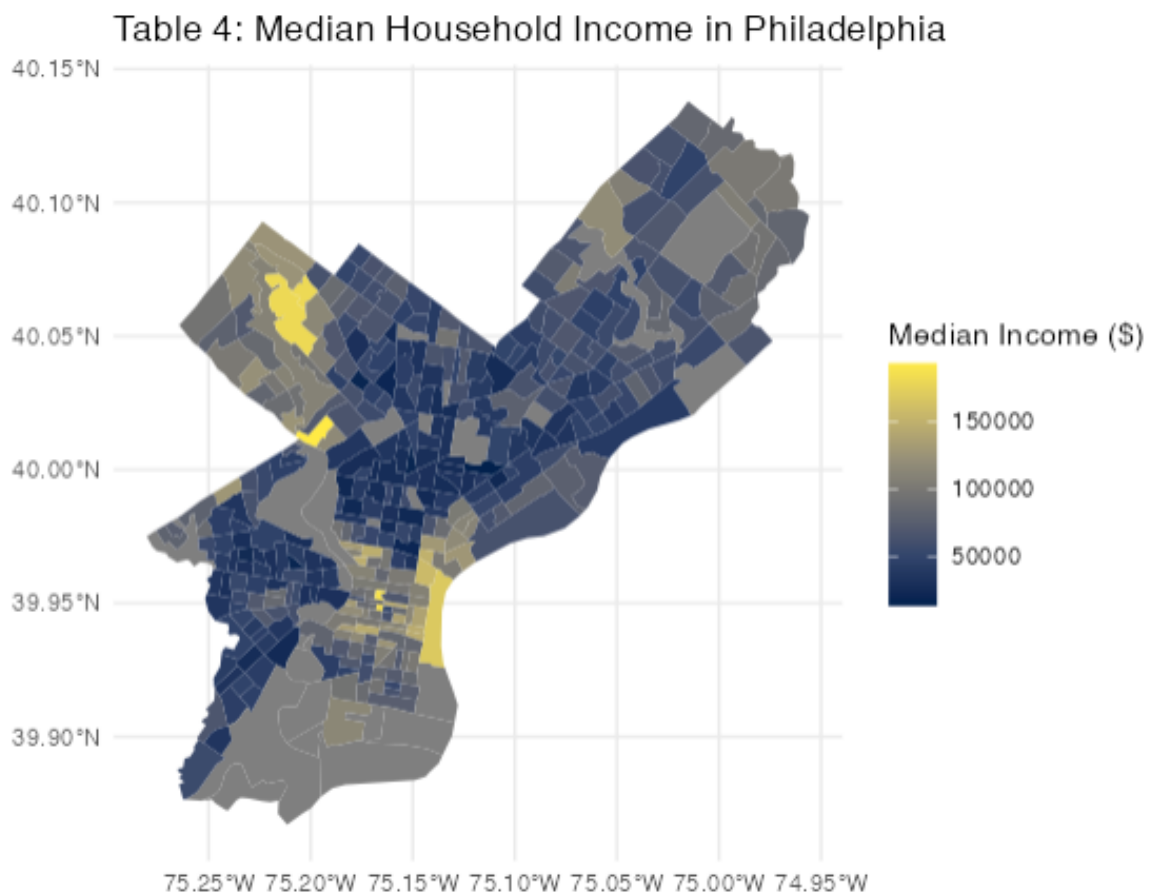 Table 4: Median Household Income in Philadelphia
40.15°N
40.10°N
40.05°N
40.00°N
39.95°N
39.90°N
75.25°W 75.20°W 75.15°W 75.10°W 75.05°W 75.00°W 74.95°W
Median Income ($)
150000
100000
50000